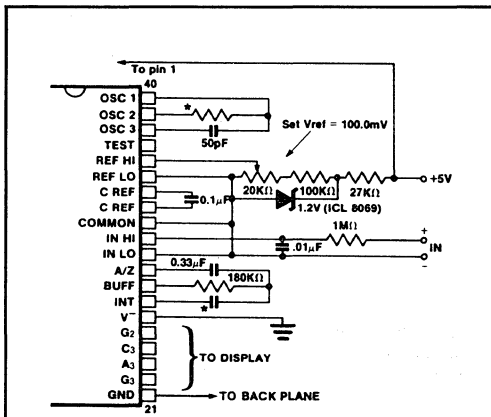 To pin 1
40
OSC 1
OSC 2
*
OSC 3
50pF
Set Vref = 100.0mV
TEST
REF HI
REF LO
20KΩ
100KΩ
27KΩ
+5V
C REF
0.1µF
1.2V (ICL 8069)
C REF
COMMON
1MΩ
+
IN HI
.01µF
IN
IN LO
−
0.33µF
A/Z
BUFF
180KΩ
INT
*
V⁻
G2
C3
TO DISPLAY
A3
G3
GND
TO BACK PLANE
21